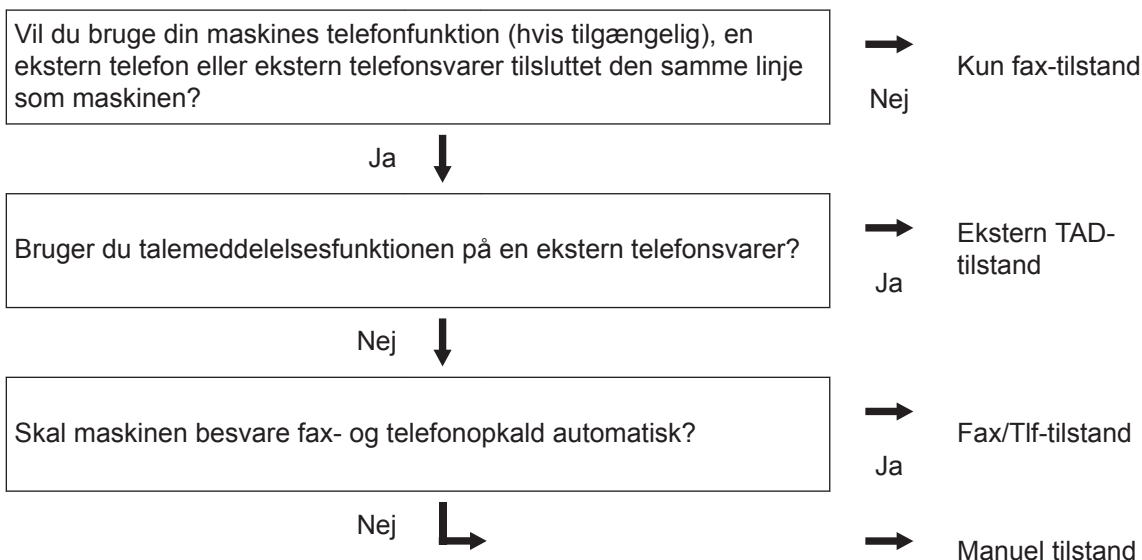 Vil du bruge din maskines telefonfunktion (hvis tilgængelig), en
ekstern telefon eller ekstern telefonsvarer tilsluttet den samme linje
som maskinen?
Nej
Kun fax-tilstand
Ja
Bruger du talemeddelelsesfunktionen på en ekstern telefonsvarer?
Ja
Ekstern TAD-
tilstand
Nej
Skal maskinen besvare fax- og telefonopkald automatisk?
Ja
Fax/Tlf-tilstand
Nej
Manuel tilstand